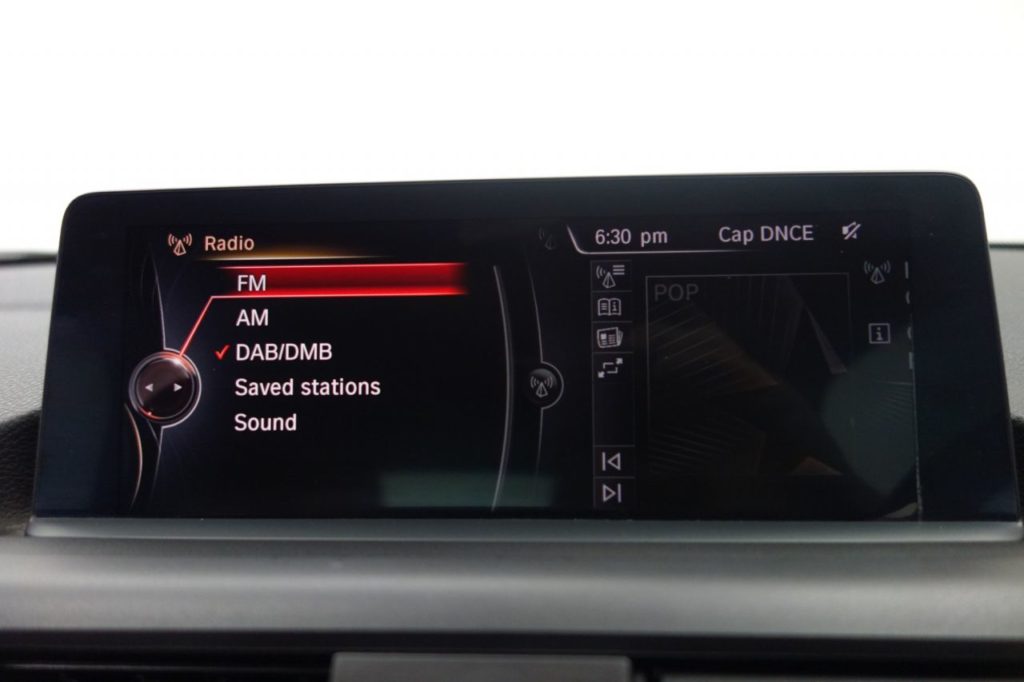 Radio
6:30 pm
Cap DNCE
FM
AM
DAB/DMB
Saved stations
Sound
POP